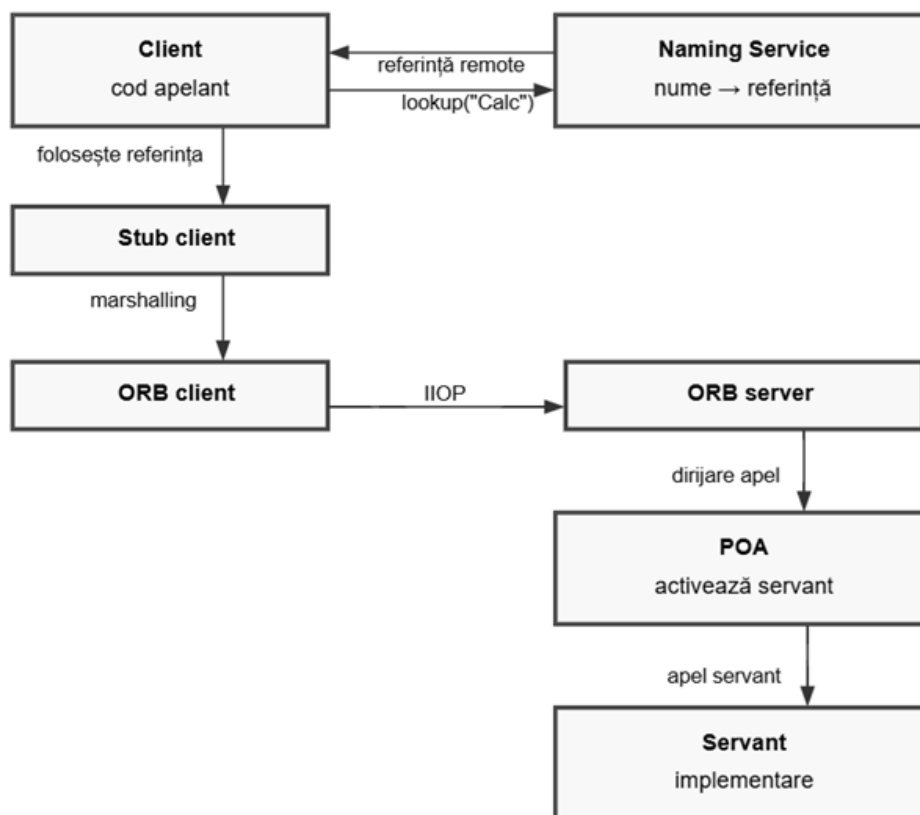 Client
cod apelant
referință remote
lookup("Calc")
Naming Service
nume → referință
folosește referința
Stub client
marshalling
ORB client
IIOP
ORB server
dirijare apel
POA
activează servant
apel servant
Servant
implementare